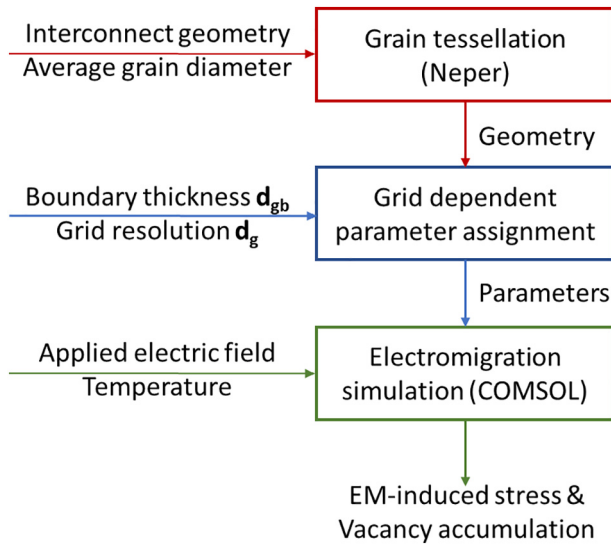 Interconnect geometry
Average grain diameter
Grain tessellation
(Neper)
Geometry
Boundary thickness dgb
Grid resolution dg
Grid dependent
parameter assignment
Parameters
Applied electric field
Temperature
Electromigration
simulation (COMSOL)
EM-induced stress &
Vacancy accumulation